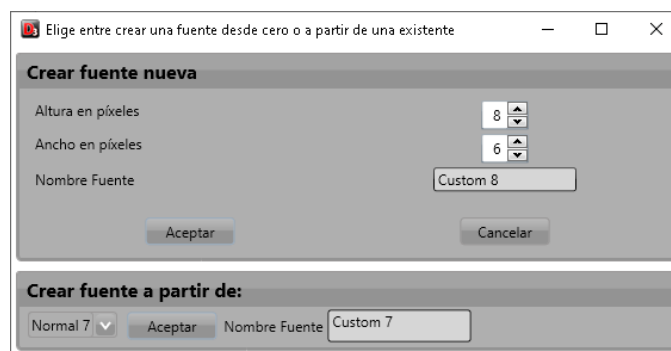 D3 Elige entre crear una fuente desde cero o a partir de una existente
Crear fuente nueva
Altura en píxeles 8
Ancho en píxeles 6
Nombre Fuente Custom 8
Aceptar Cancelar
Crear fuente a partir de:
Normal 7 Aceptar Nombre Fuente Custom 7